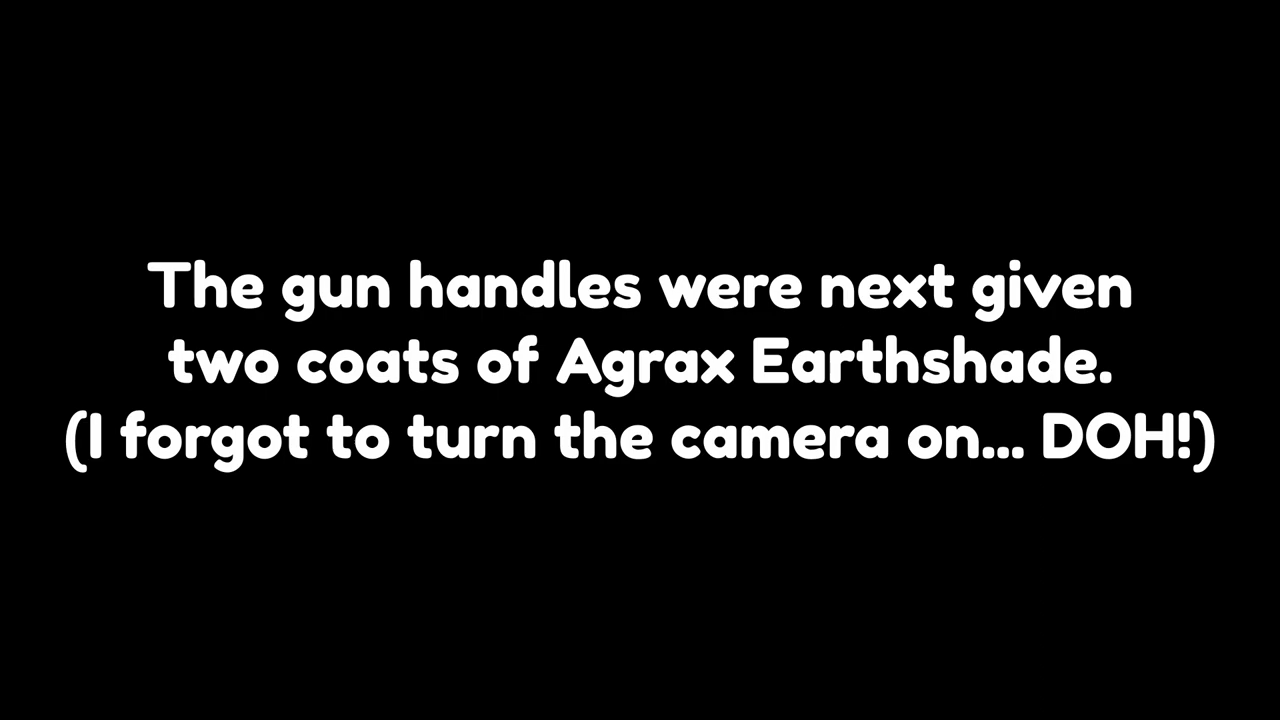 The gun handles were next given
two coats of Agrax Earthshade.
(I forgot to turn the camera on... DOH!)